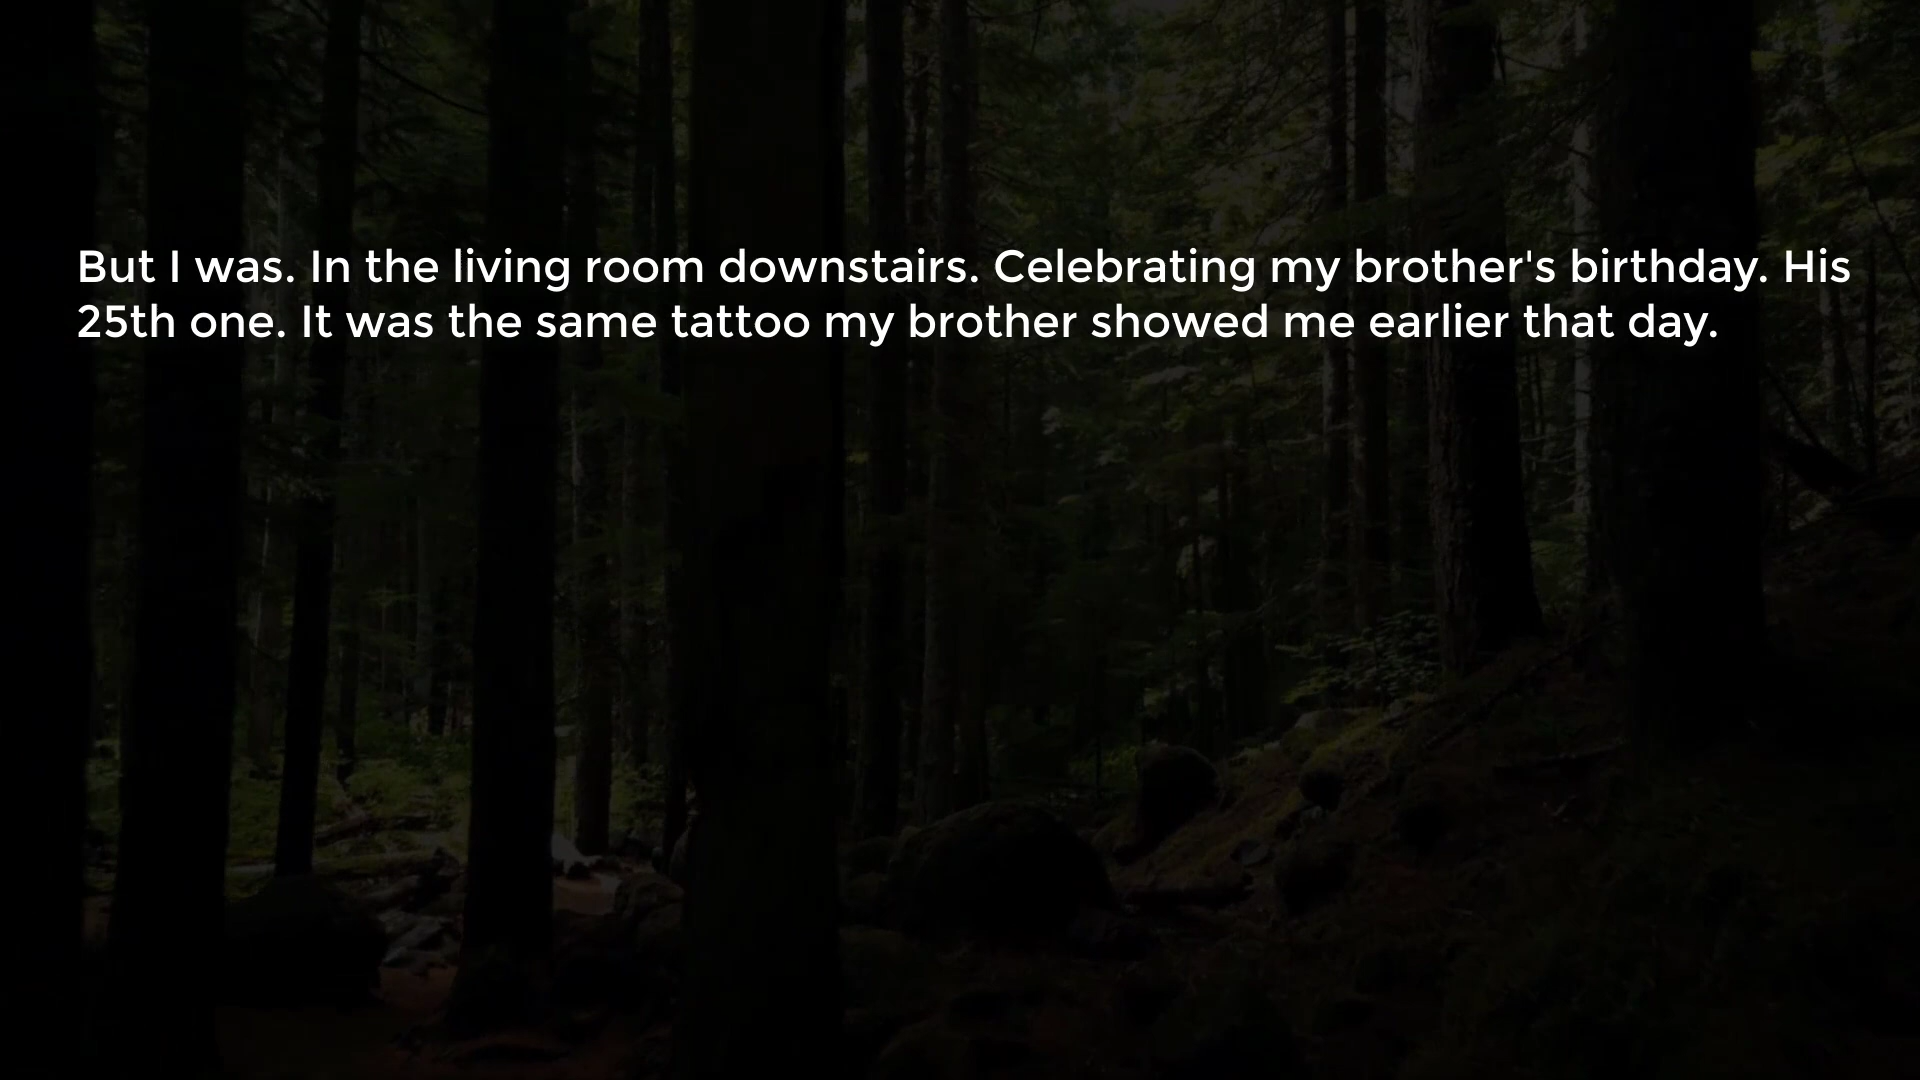 But I was. In the living room downstairs. Celebrating my brother's birthday. His
25th one. It was the same tattoo my brother showed me earlier that day.